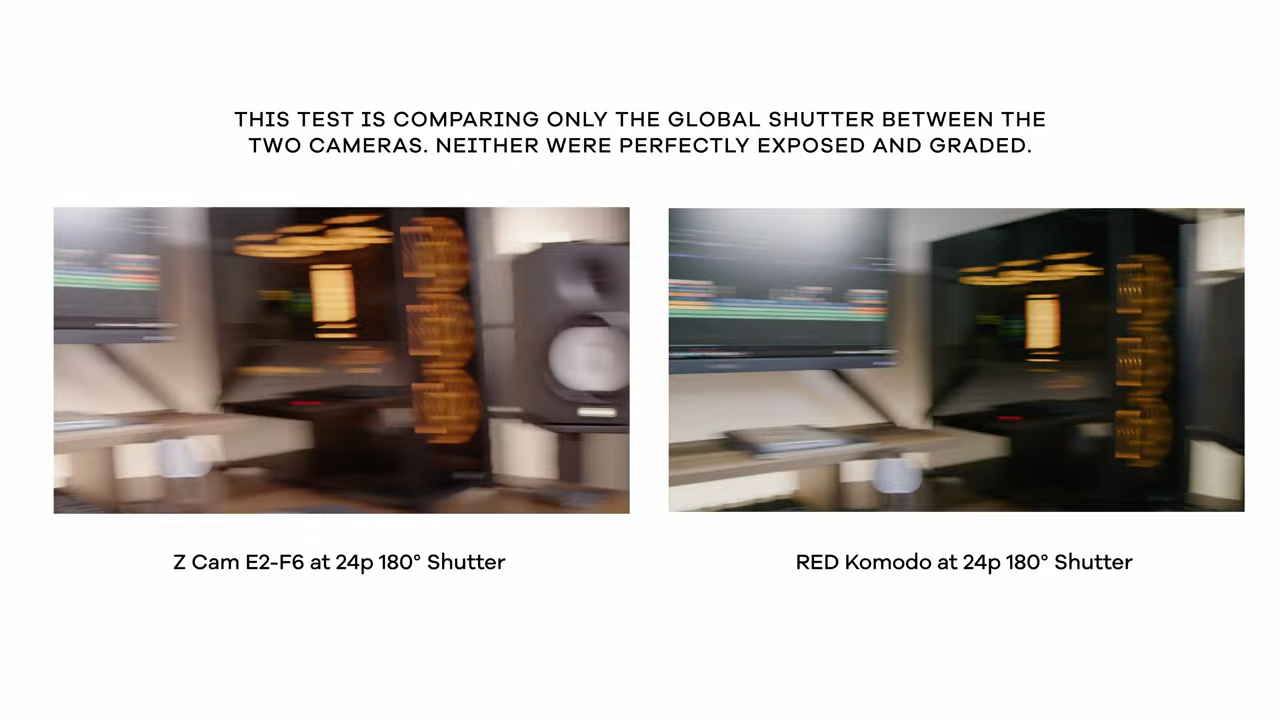 THIS TEST IS COMPARING ONLY THE GLOBAL SHUTTER BETWEEN THE
TWO CAMERAS. NEITHER WERE PERFECTLY EXPOSED AND GRADED.
Z Cam E2-F6 at 24p 180° Shutter
RED Komodo at 24p 180° Shutter